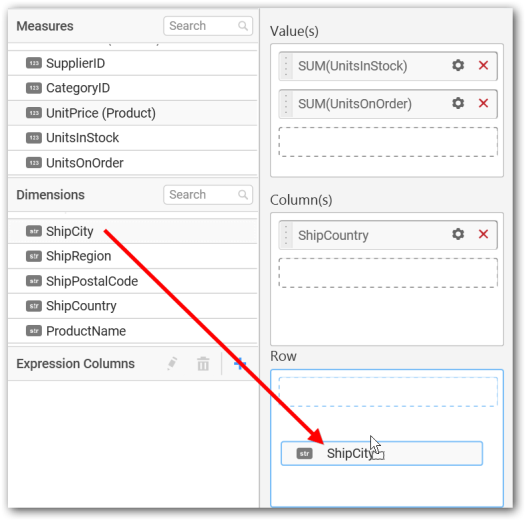 Measures
Search
123 SupplierID
123 CategoryID
123 UnitPrice (Product)
123 UnitsInStock
123 UnitsOnOrder
Dimensions
Search
str ShipCity
str ShipRegion
str ShipPostalCode
str ShipCountry
str ProductName
Expression Columns
Value(s)
SUM(UnitsInStock)
SUM(UnitsOnOrder)
Column(s)
ShipCountry
Row
str ShipCity